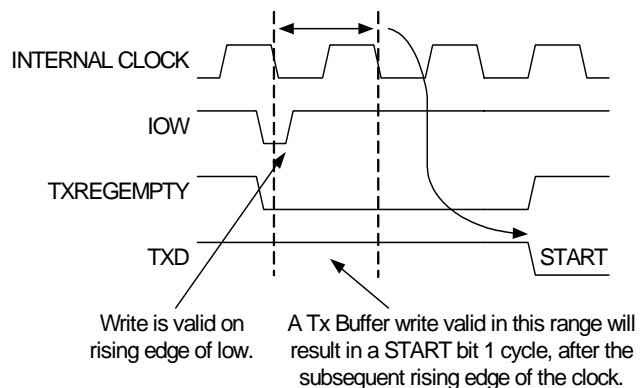 INTERNAL CLOCK
IOW
TXREGEMPTY
TXD
START
Write is valid on
rising edge of low.
A Tx Buffer write valid in this range will
result in a START bit 1 cycle, after the
subsequent rising edge of the clock.